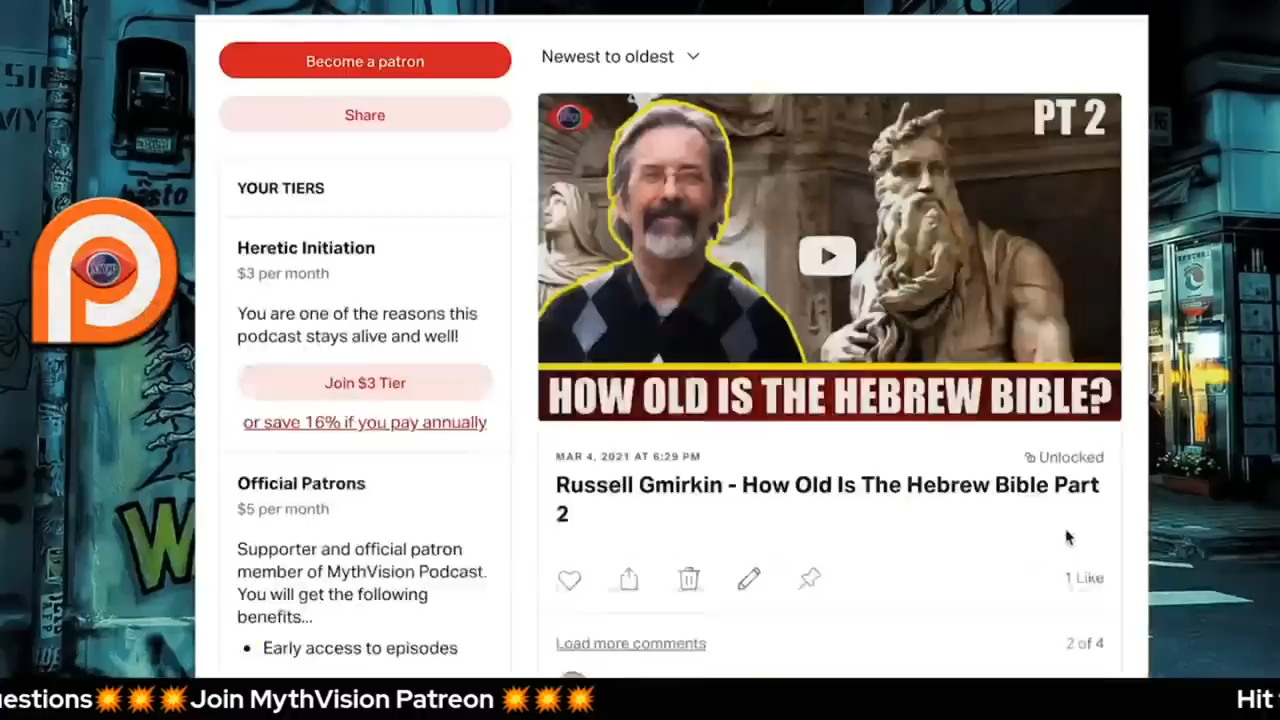 Become a patron
Share
YOUR TIERS
Heretic Initiation
$3 per month
You are one of the reasons this
podcast stays alive and well!
Join $3 Tier
or save 16% if you pay annually
Official Patrons
$5 per month
Supporter and official patron
member of MythVision Podcast.
You will get the following
benefits...
• Early access to episodes
Newest to oldest
PT 2
HOW OLD IS THE HEBREW BIBLE?
MAR 4, 2021 AT 6:29 PM
Unlocked
Russell Gmirkin - How Old Is The Hebrew Bible Part
2
1 Like
Load more comments
2 of 4
uestions💥💥💥Join MythVision Patreon 💥💥💥
Hit